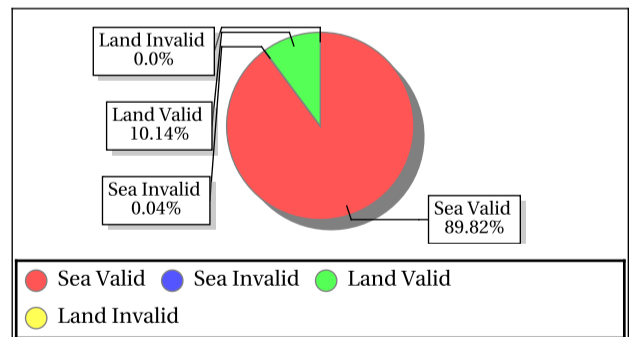 Land Invalid
0.0%
Land Valid
10.14%
Sea Invalid
0.04%
Sea Valid
89.82%
Sea Valid Sea Invalid Land Valid
Land Invalid